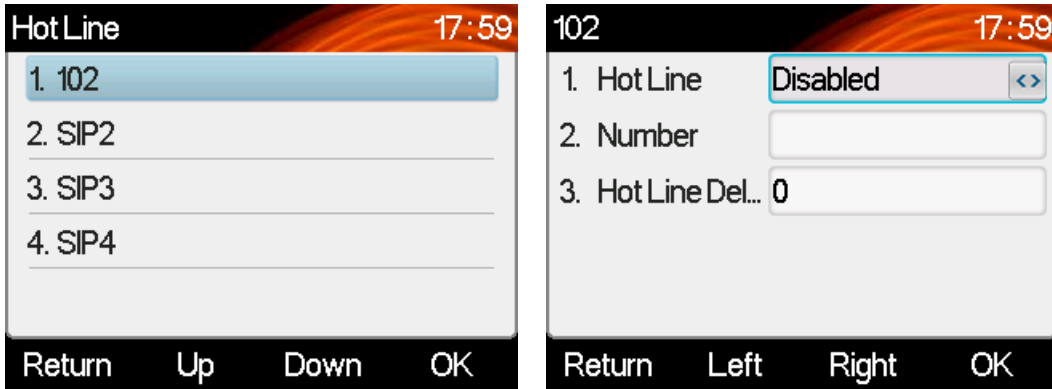 Hot Line 17:59
1. 102
2. SIP2
3. SIP3
4. SIP4
Return Up Down OK
102 17:59
1. Hot Line Disabled <>
2. Number
3. Hot Line Del... 0
Return Left Right OK